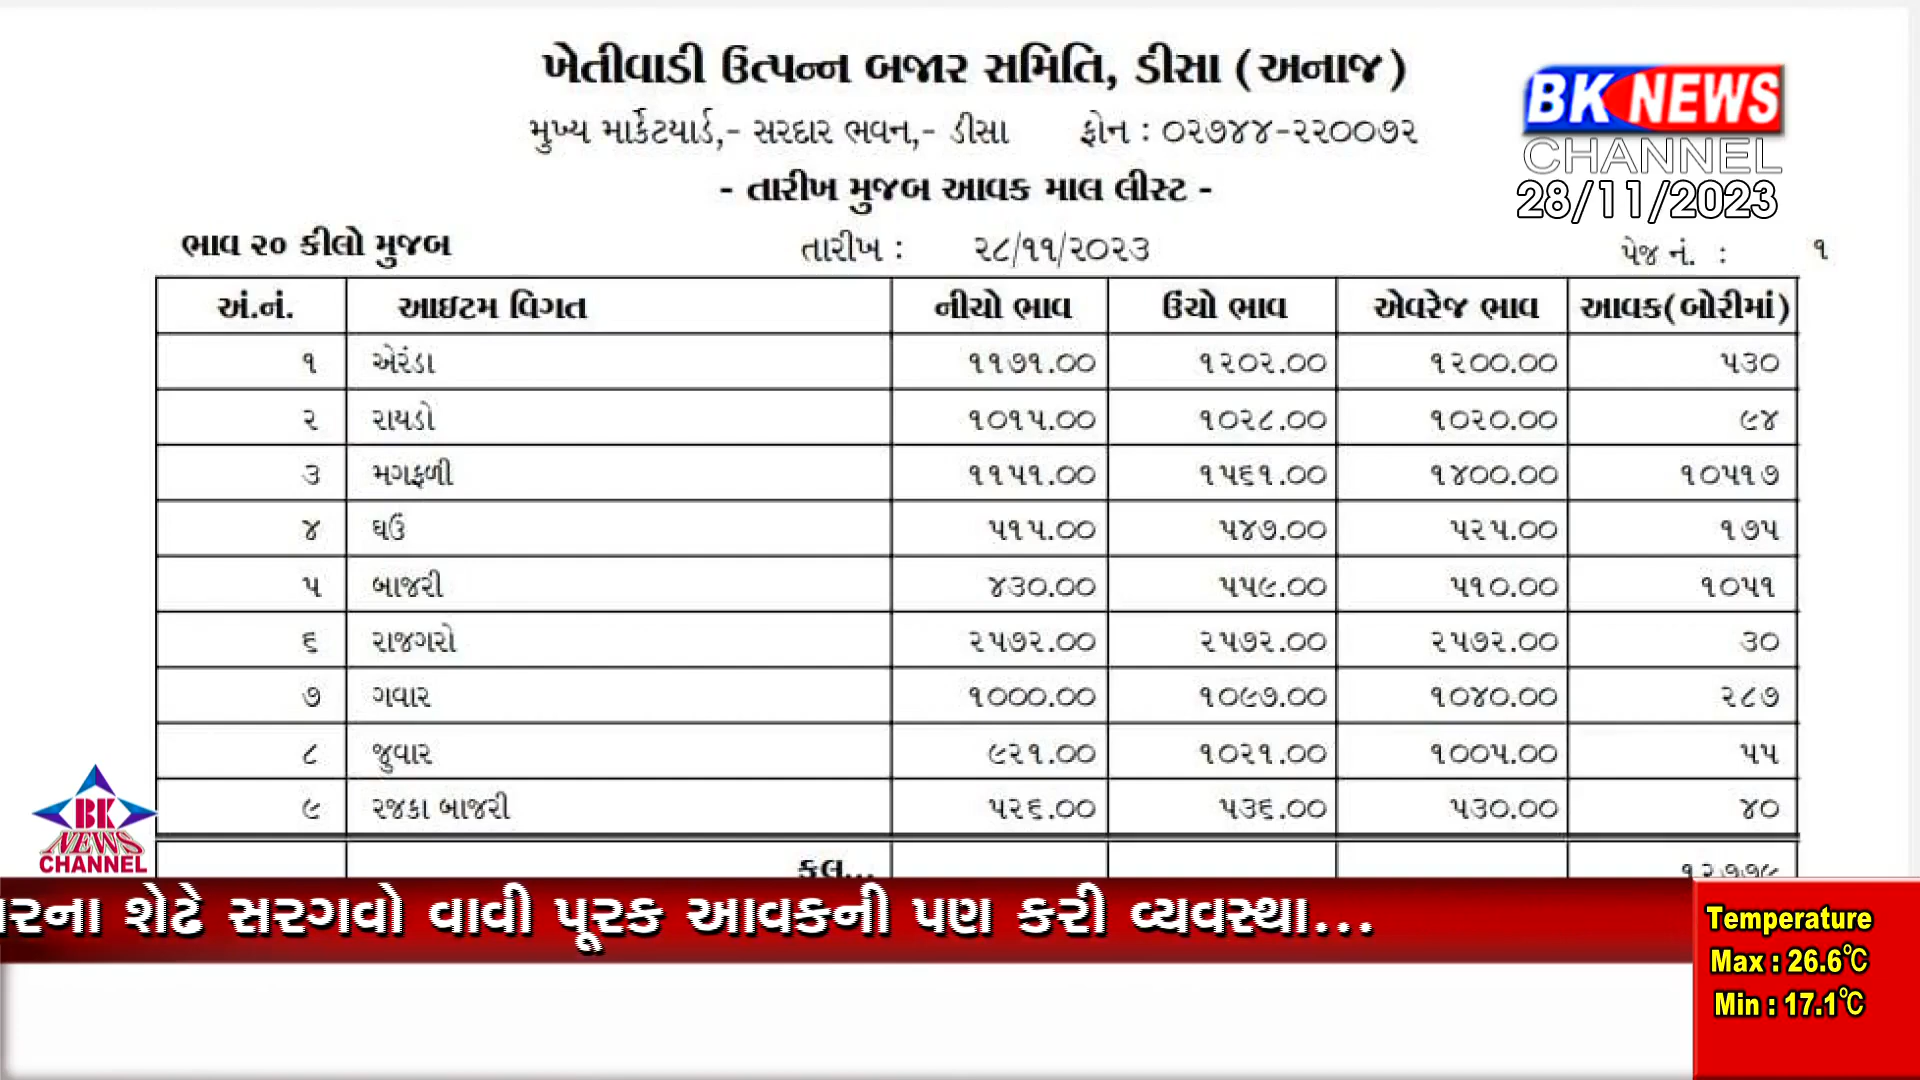 ખેતીવાડી ઉત્પન્ન બજાર સમિતિ, ડીસા (અનાજ)
મુખ્ય માર્કેટયાર્ડ,- સરદાર ભવન,- ડીસા ફોન : ૦૨૭૪૪-૨૨૦૦૭૨
- તારીખ મુજબ આવક માલ લીસ્ટ -
BK NEWS
CHANNEL
28/11/2023
ભાવ ૨૦ કીલો મુજબ તારીખ : ૨૮/૧૧/૨૦૨૩ પેજ નં. : ૧
અં.નં. આઇટમ વિગત નીચો ભાવ ઉંચો ભાવ એવરેજ ભાવ આવક(બોરીમાં)
૧ એરંડા ૧૧૭૧.૦૦ ૧૨૦૨.૦૦ ૧૨૦૦.૦૦ ૫૩૦
૨ રાયડો ૧૦૧૫.૦૦ ૧૦૨૮.૦૦ ૧૦૨૦.૦૦ ૯૪
૩ મગફળી ૧૧૫૧.૦૦ ૧૫૬૧.૦૦ ૧૪૦૦.૦૦ ૧૦૫૧૭
૪ ઘઉં ૫૧૫.૦૦ ૫૪૭.૦૦ ૫૨૫.૦૦ ૧૭૫
૫ બાજરી ૪૩૦.૦૦ ૫૫૯.૦૦ ૫૧૦.૦૦ ૧૦૫૧
૬ રાજગરો ૨૫૭૨.૦૦ ૨૫૭૨.૦૦ ૨૫૭૨.૦૦ ૩૦
૭ ગવાર ૧૦૦૦.૦૦ ૧૦૯૭.૦૦ ૧૦૪૦.૦૦ ૨૮૭
૮ જુવાર ૯૨૧.૦૦ ૧૦૨૧.૦૦ ૧૦૦૫.૦૦ ૫૫
૯ રજકા બાજરી ૫૨૬.૦૦ ૫૩૬.૦૦ ૫૩૦.૦૦ ૪૦
કુલ... ૧૨૭૭૯
BK
NEWS
CHANNEL
રના શેઢે સરગવો વાવી પૂરક આવકની પણ કરી વ્યવસ્થા...
Temperature
Max : 26.6℃
Min : 17.1℃